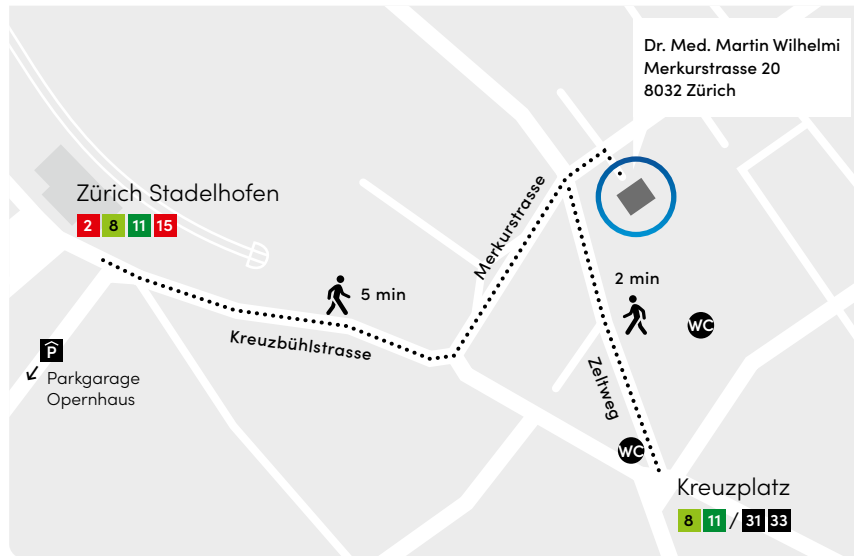 Dr. Med. Martin Wilhelmi
Merkurstrasse 20
8032 Zürich
Zürich Stadelhofen
2 8 11 15
Merkurstrasse
5 min
2 min
WC
Kreuzbühlstrasse
P
Parkgarage
Opernhaus
Zeltweg
WC
Kreuzplatz
8 11 / 31 33